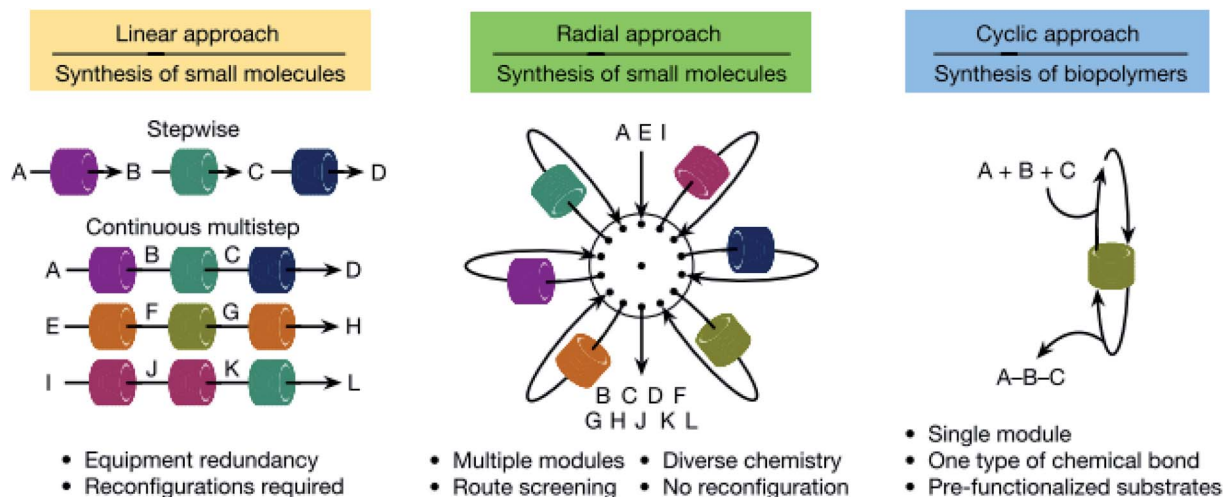 Linear approach
Synthesis of small molecules
Stepwise
A B C D
Continuous multistep
A B C D
E F G H
I J K L
• Equipment redundancy
• Reconfigurations required
Radial approach
Synthesis of small molecules
A E I
B C D F
G H J K L
• Multiple modules • Diverse chemistry
• Route screening • No reconfiguration
Cyclic approach
Synthesis of biopolymers
A + B + C
A–B–C
• Single module
• One type of chemical bond
• Pre-functionalized substrates